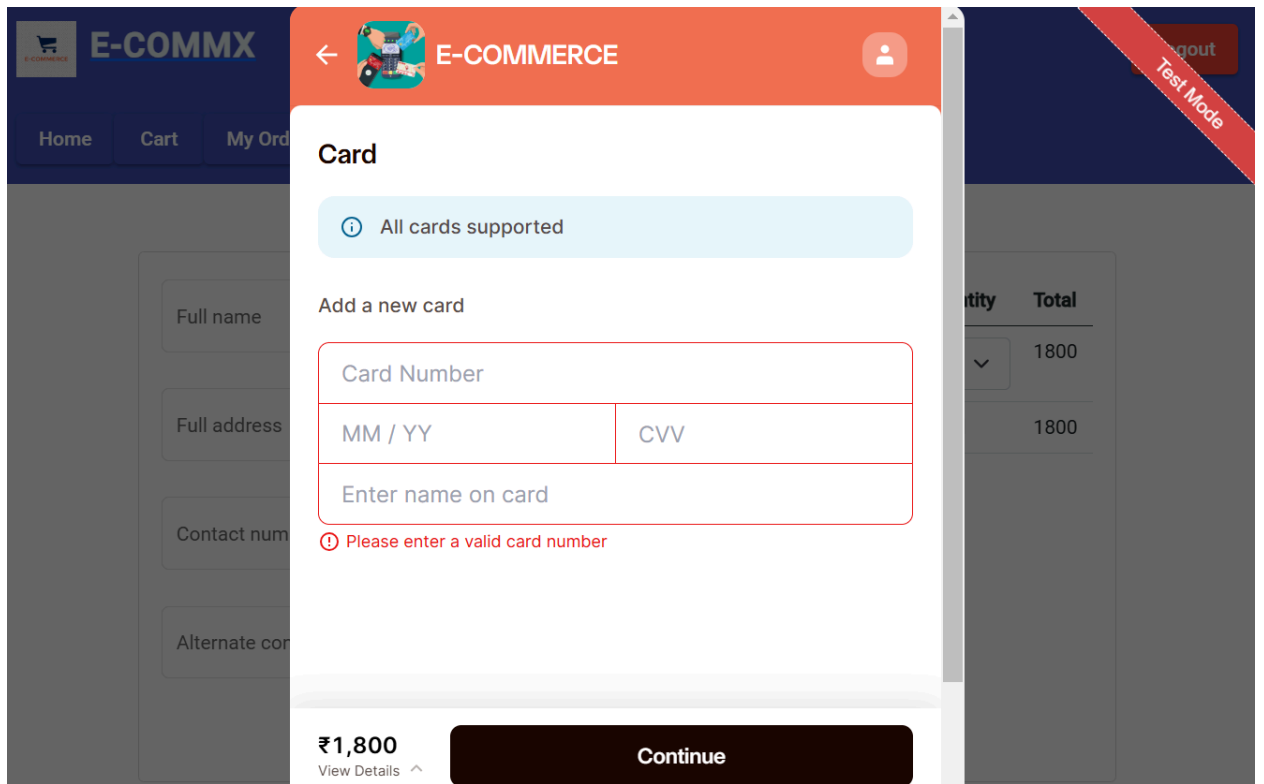 E-COMMX
E-COMMERCE
E-COMMERCE
Test Mode
Home
Cart
My Ord
Card
All cards supported
Add a new card
Card Number
MM / YY
CVV
Enter name on card
Please enter a valid card number
Full name
Full address
Contact num
Alternate con
Total
1800
1800
₹1,800
View Details
Continue